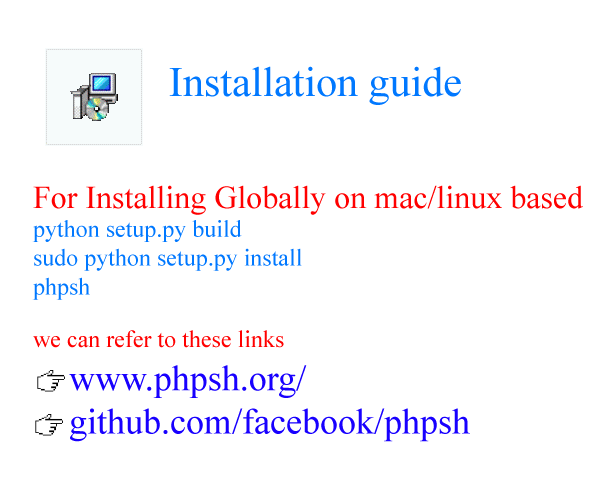 Installation guide
For Installing Globally on mac/linux based
python setup.py build
sudo python setup.py install
phpsh
we can refer to these links
www.phpsh.org/
github.com/facebook/phpsh